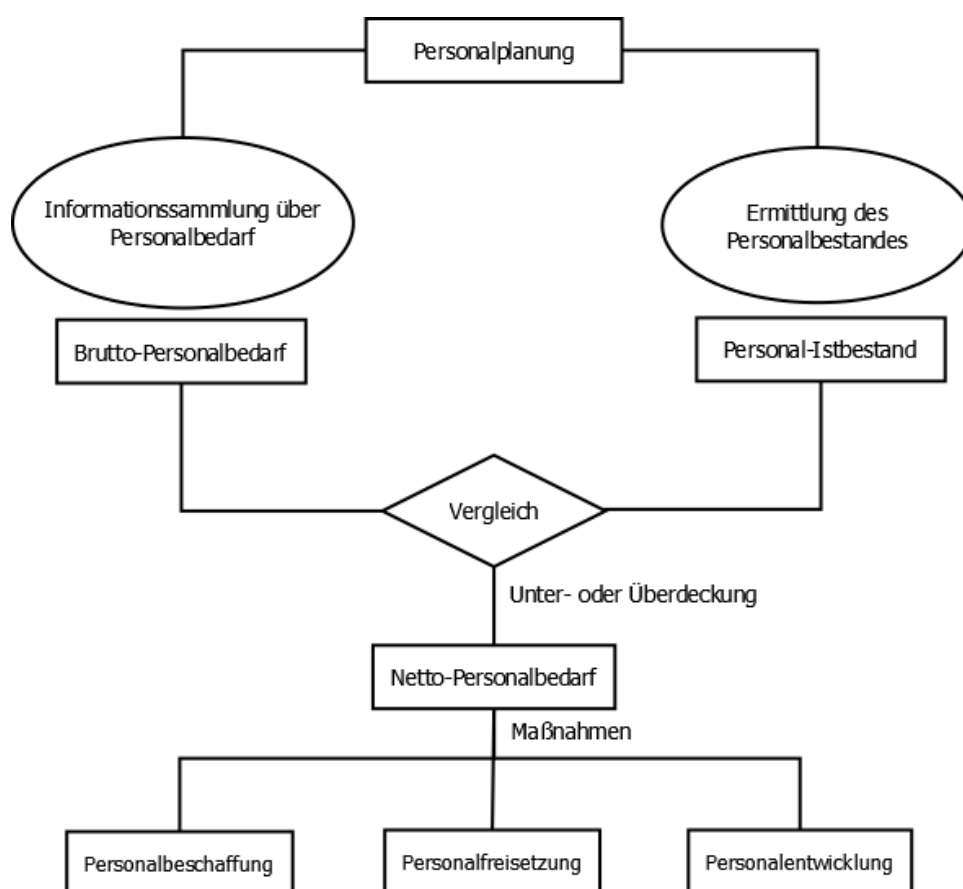 Personalplanung
Informationssammlung über
Personalbedarf
Ermittlung des
Personalbestandes
Brutto-Personalbedarf
Personal-Istbestand
Vergleich
Unter- oder Überdeckung
Netto-Personalbedarf
Maßnahmen
Personalbeschaffung
Personalfreisetzung
Personalentwicklung